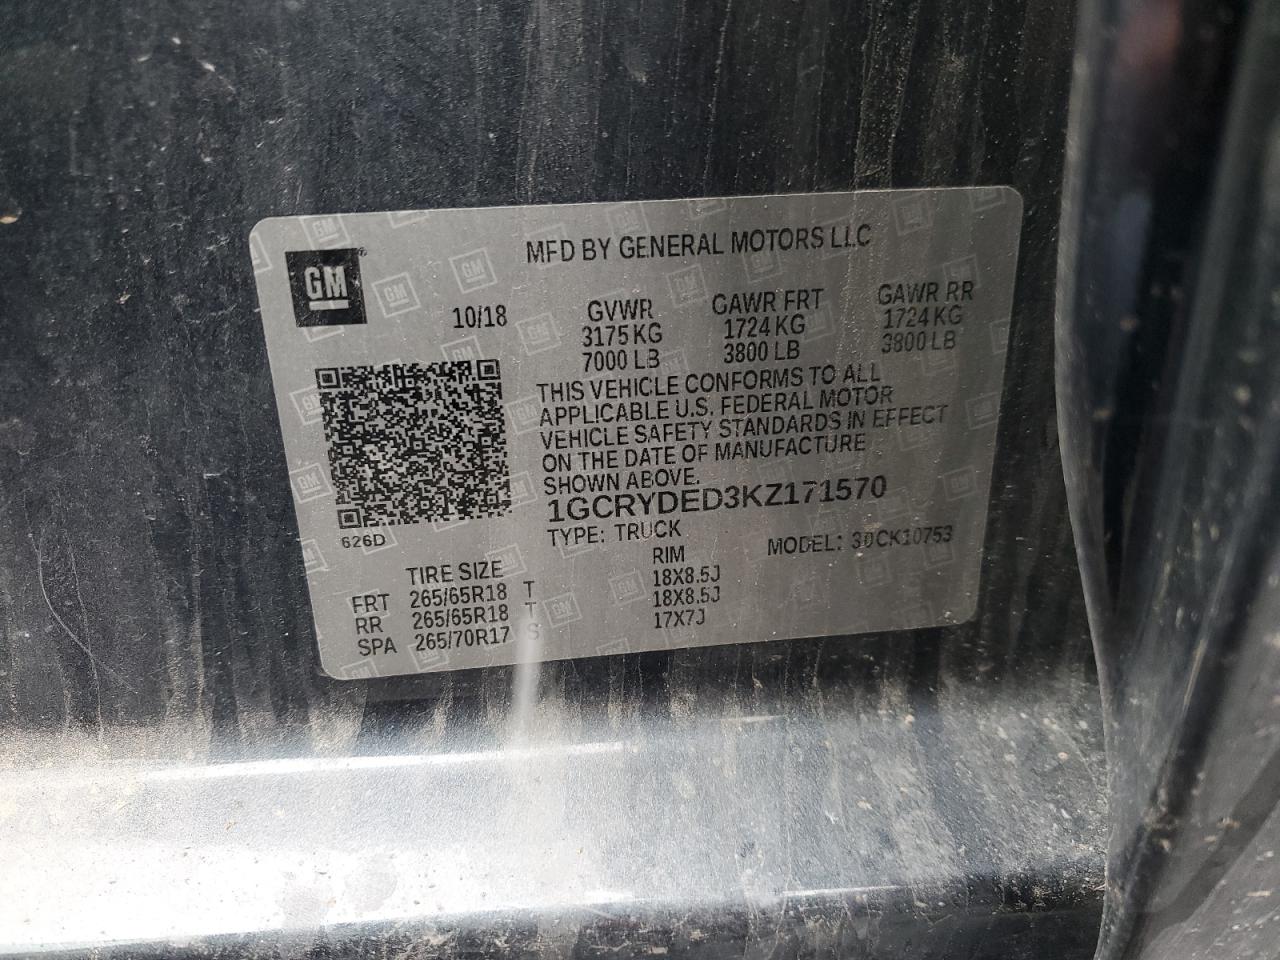 GM
MFD BY GENERAL MOTORS LLC
10/18
GVWR
3175 KG
7000 LB
GAWR FRT
1724 KG
3800 LB
GAWR RR
1724 KG
3800 LB
THIS VEHICLE CONFORMS TO ALL
APPLICABLE U.S. FEDERAL MOTOR
VEHICLE SAFETY STANDARDS IN EFFECT
ON THE DATE OF MANUFACTURE
SHOWN ABOVE.
1GCRYDED3KZ171570
626D
TYPE: TRUCK
MODEL: 30CK10753
TIRE SIZE RIM
FRT 265/65R18 T 18X8.5J
RR 265/65R18 T 18X8.5J
SPA 265/70R17 S 17X7J